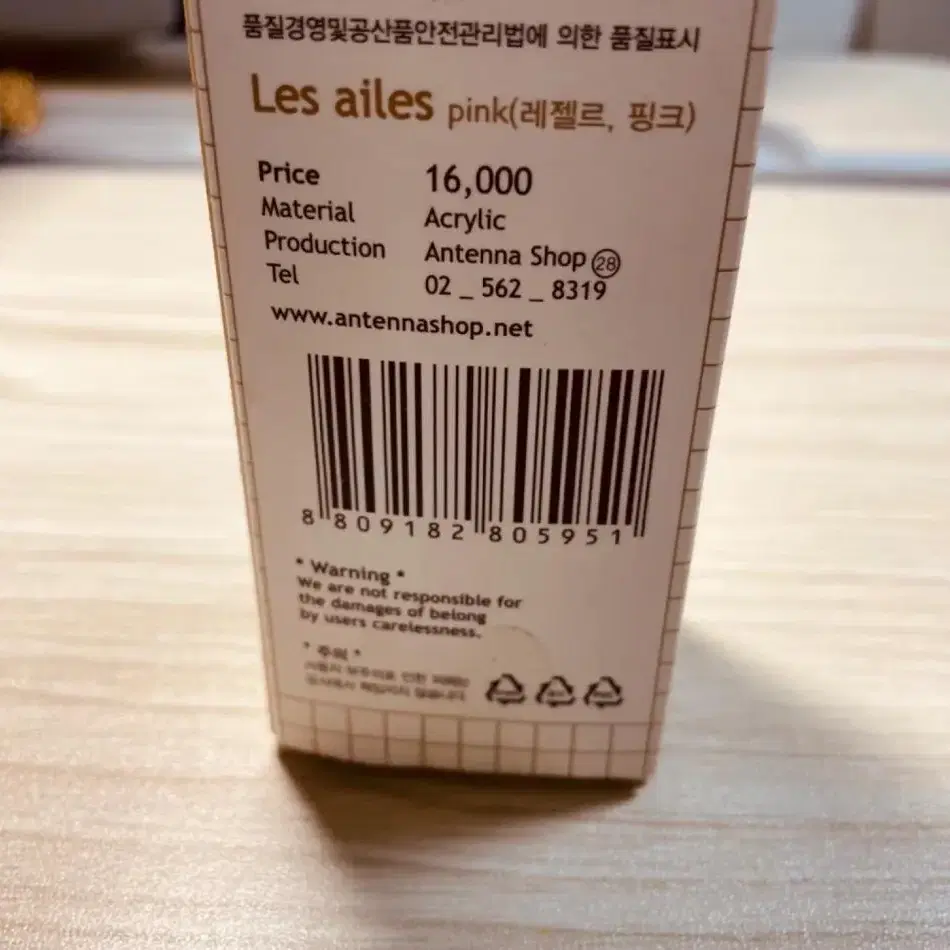 품질경영및공산품안전관리법에 의한 품질표시
Les ailes pink(레젤르, 핑크)
Price 16,000
Material Acrylic
Production Antenna Shop 28
Tel 02 _ 562 _ 8319
www.antennashop.net
8 809182 805951
* Warning *
We are not responsible for
the damages of belong
by users carelessness.
* 주의 *